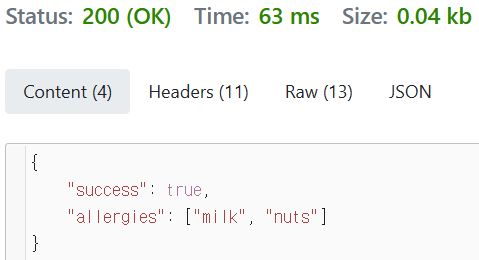 Status: 200 (OK) Time: 63 ms Size: 0.04 kb
Content (4) Headers (11) Raw (13) JSON
{
"success": true,
"allergies": ["milk", "nuts"]
}